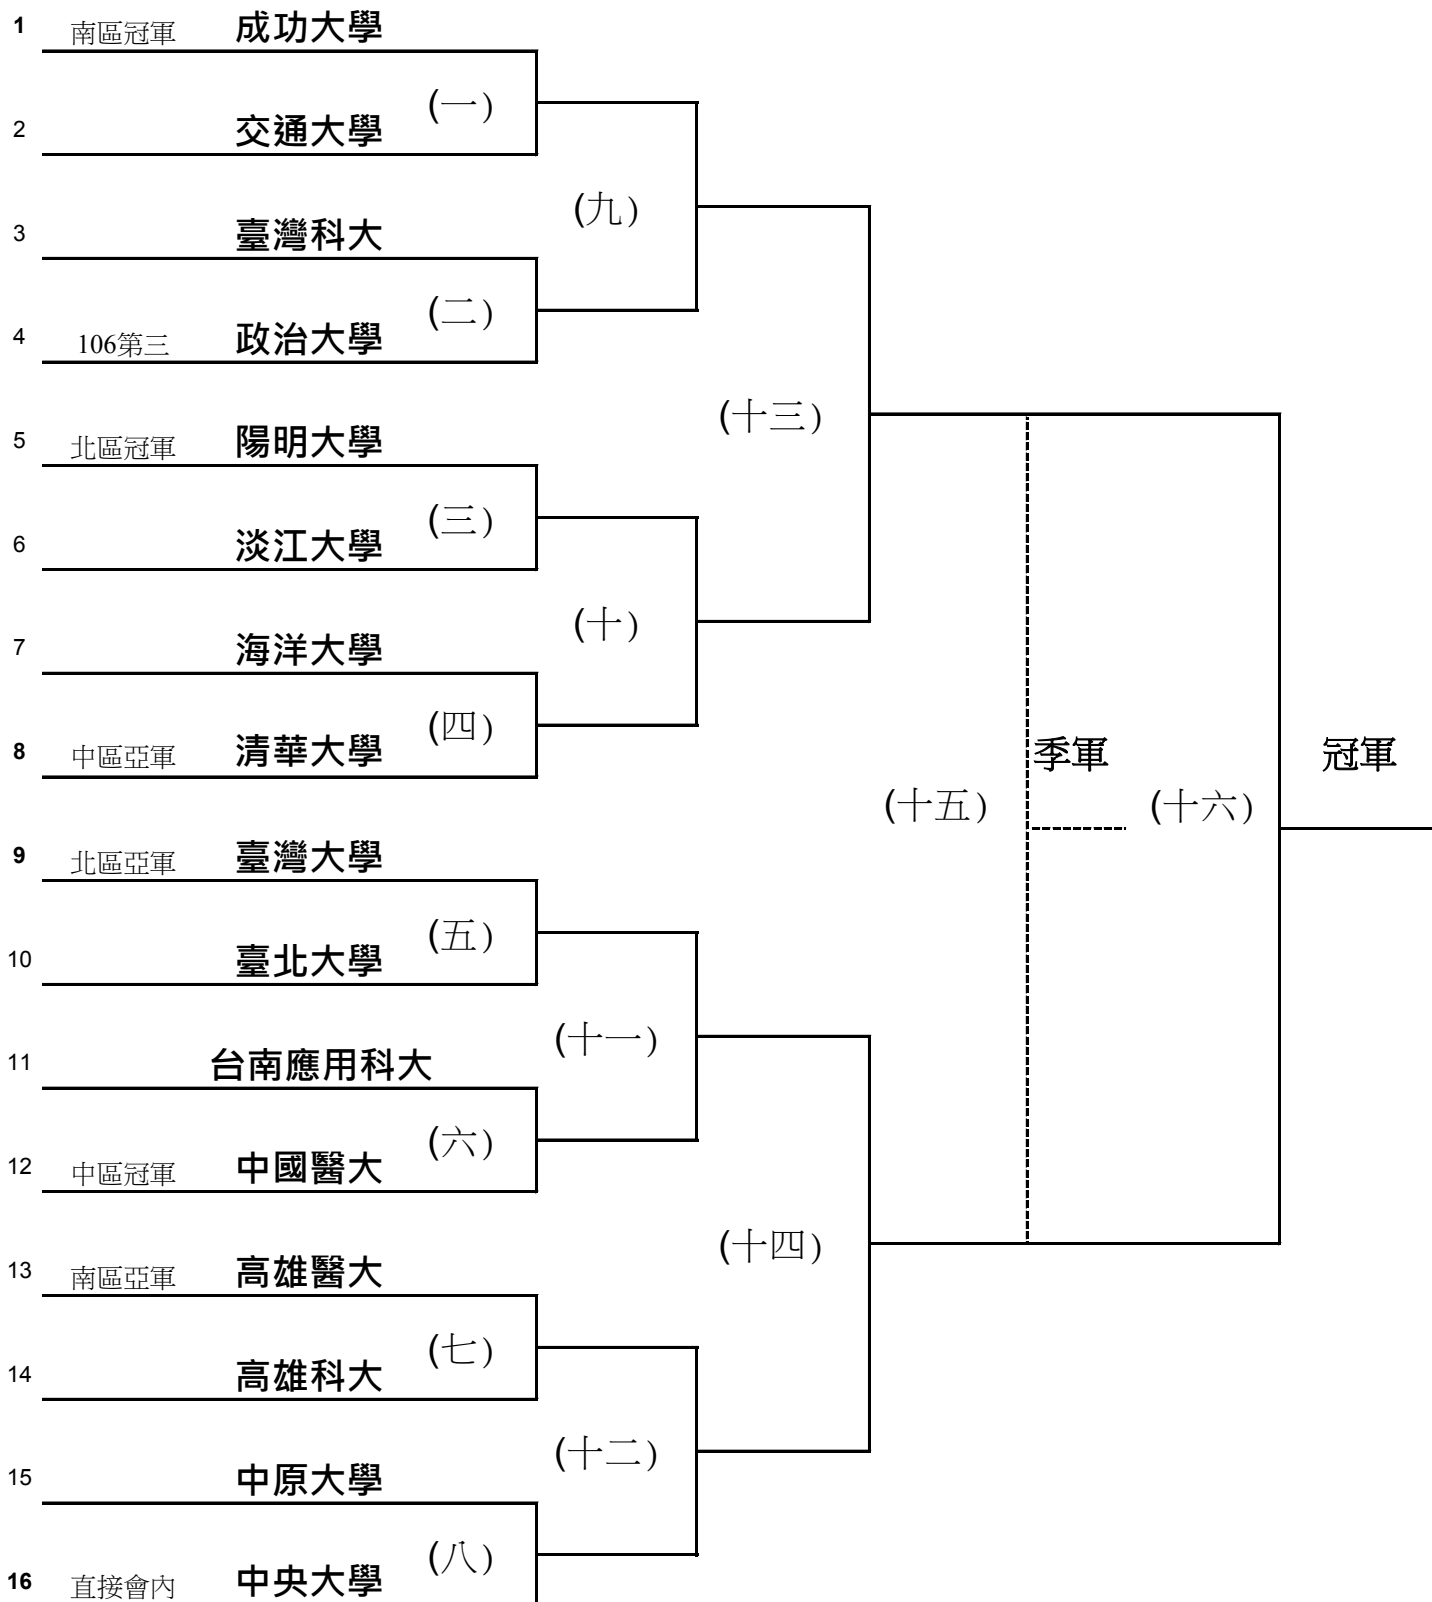 1 南區冠軍 成功大學
(一)
2 交通大學
(九)
3 臺灣科大
(二)
4 106第三 政治大學
(十三)
5 北區冠軍 陽明大學
(三)
6 淡江大學
(十)
7 海洋大學
(四)
8 中區亞軍 清華大學
季軍 冠軍
(十五) (十六)
9 北區亞軍 臺灣大學
(五)
10 臺北大學
(十一)
11 台南應用科大
(六)
12 中區冠軍 中國醫大
(十四)
13 南區亞軍 高雄醫大
(七)
14 高雄科大
(十二)
15 中原大學
(八)
16 直接會內 中央大學